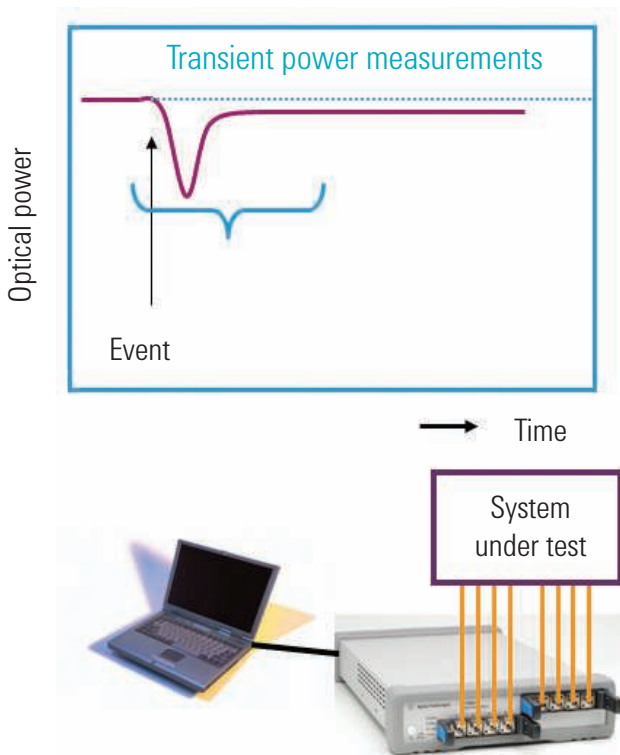 Transient power measurements
Optical power
Event
Time
System
under test